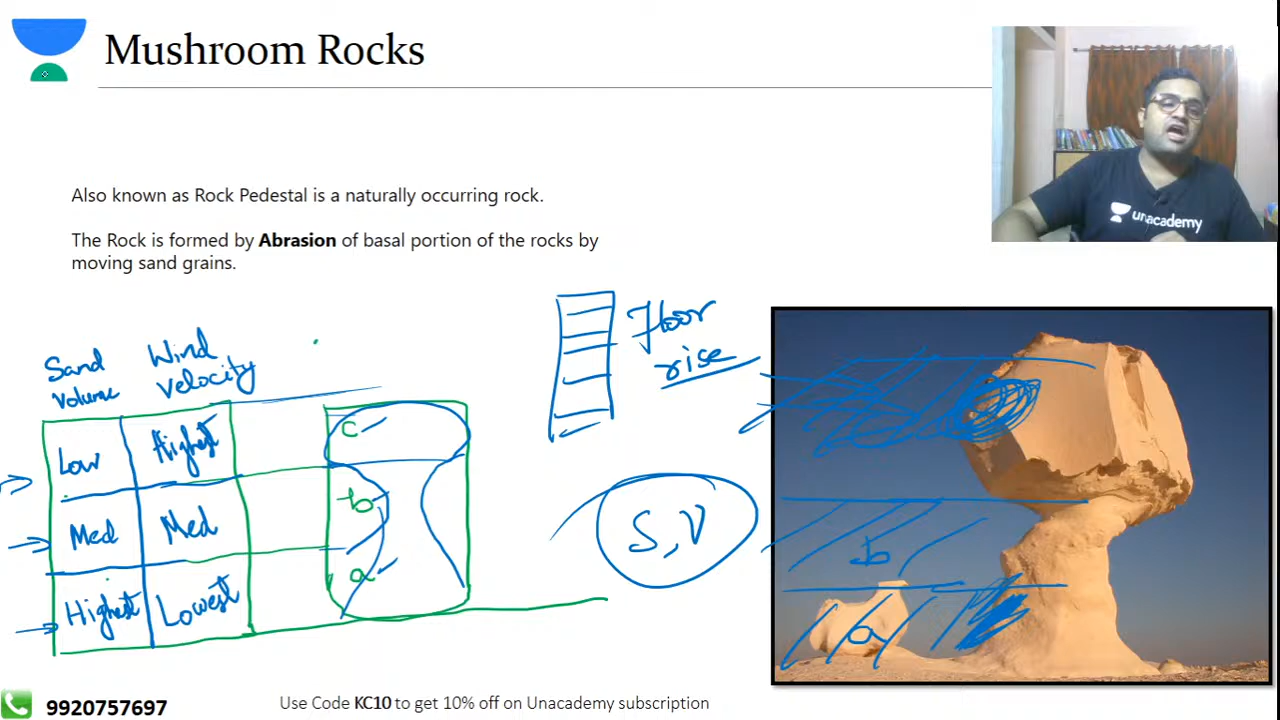 Mushroom Rocks
unacademy
Also known as Rock Pedestal is a naturally occurring rock.
The Rock is formed by Abrasion of basal portion of the rocks by
moving sand grains.
Floor
rise
Sand
volume
Wind
velocity
Low
Highest
c
Med
Med
b
Highest
Lowest
a
S, V
b
a
9920757697
Use Code KC10 to get 10% off on Unacademy subscription